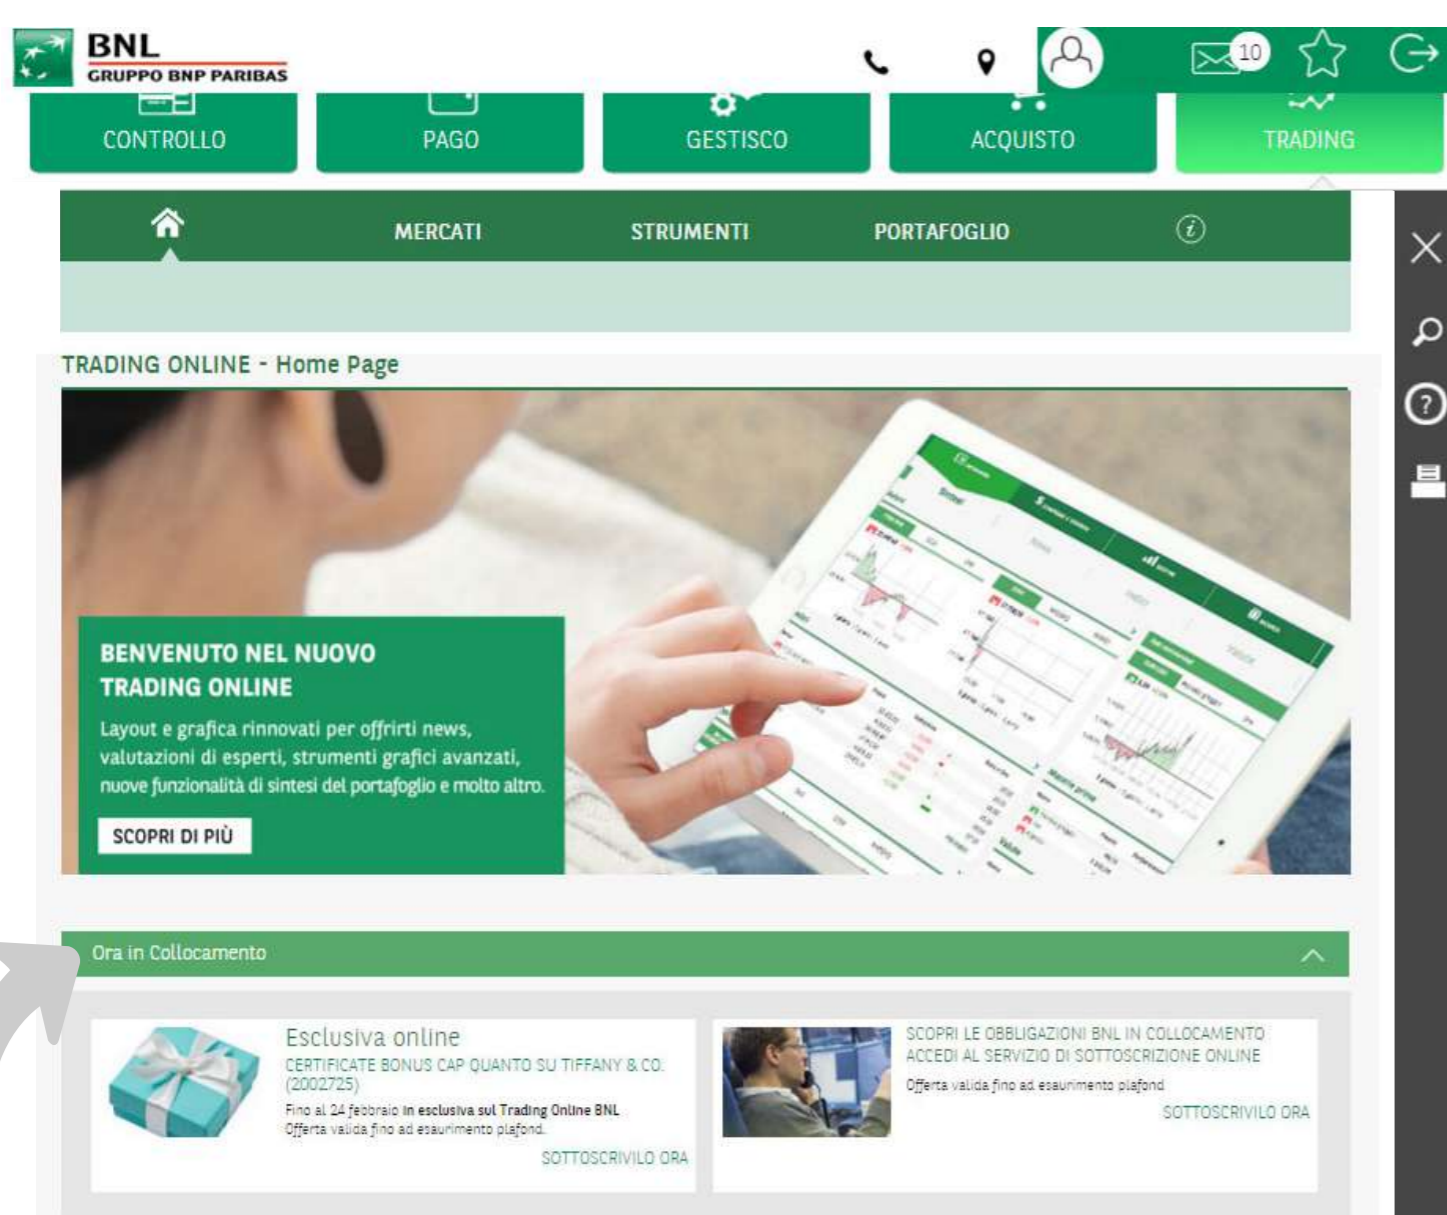 BNL
GRUPPO BNP PARIBAS
10
CONTROLLO
PAGO
GESTISCO
ACQUISTO
TRADING
MERCATI
STRUMENTI
PORTAFOGLIO
i
TRADING ONLINE - Home Page
?
BENVENUTO NEL NUOVO
TRADING ONLINE
Layout e grafica rinnovati per offrirti news,
valutazioni di esperti, strumenti grafici avanzati,
nuove funzionalità di sintesi del portafoglio e molto altro.
SCOPRI DI PIÙ
Ora in Collocamento
Esclusiva online
CERTIFICATE BONUS CAP QUANTO SU TIFFANY & CO.
(2002725)
Fino al 24 febbraio in esclusiva sul Trading Online BNL
Offerta valida fino ad esaurimento plafond.
SOTTOSCRIVILO ORA
SCOPRI LE OBBLIGAZIONI BNL IN COLLOCAMENTO
ACCEDI AL SERVIZIO DI SOTTOSCRIZIONE ONLINE
Offerta valida fino ad esaurimento plafond
SOTTOSCRIVILO ORA